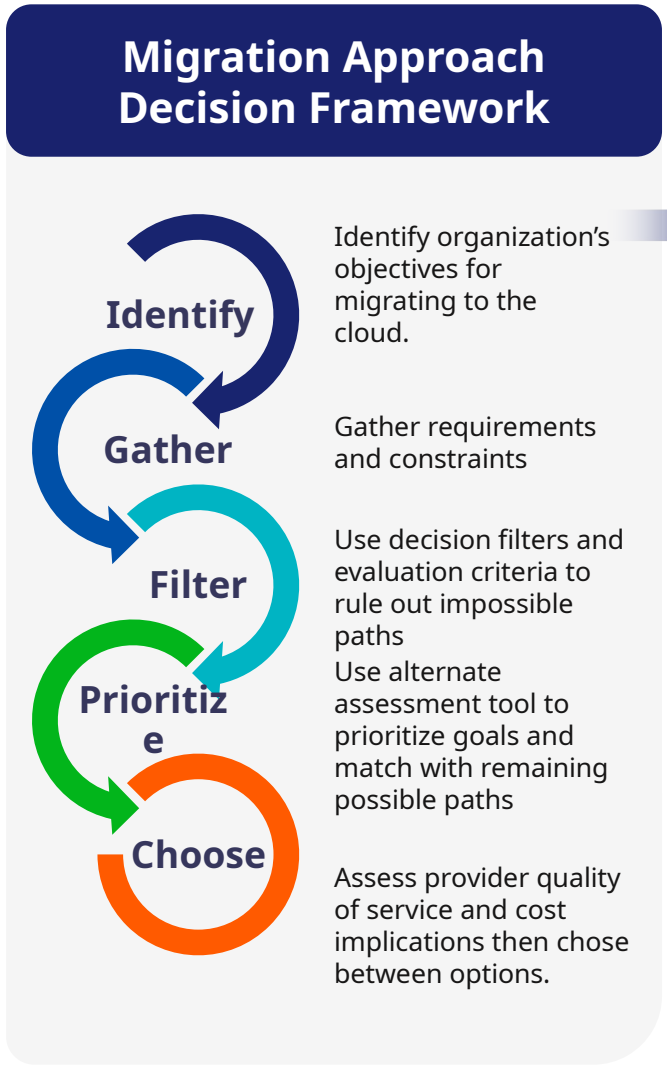 Migration Approach
Decision Framework
Identify
Identify organization’s
objectives for
migrating to the
cloud.
Gather
Gather requirements
and constraints
Filter
Use decision filters and
evaluation criteria to
rule out impossible
paths
Prioritiz
e
Use alternate
assessment tool to
prioritize goals and
match with remaining
possible paths
Choose
Assess provider quality
of service and cost
implications then chose
between options.